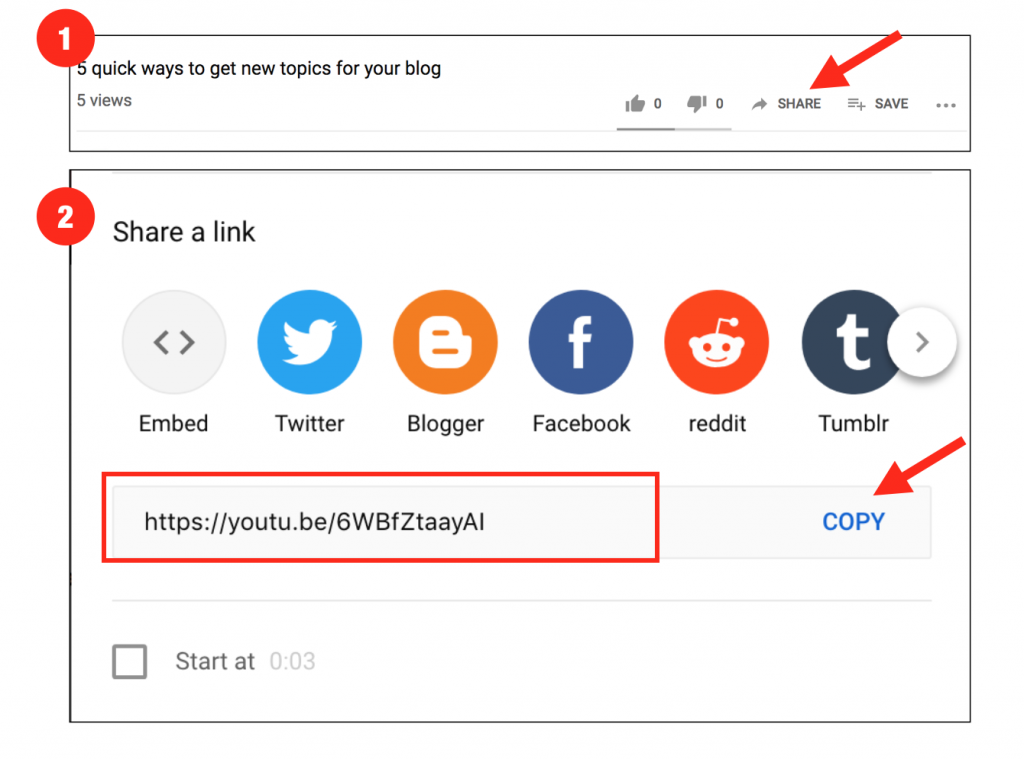 1
5 quick ways to get new topics for your blog
5 views
0 0 SHARE SAVE
2
Share a link
Embed Twitter Blogger Facebook reddit Tumblr
https://youtu.be/6WBfZtaayAI COPY
Start at 0:03